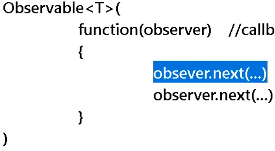 Observable<T>(
function(observer) //callb
{
obsever.next(...)
observer.next(...)
}
)